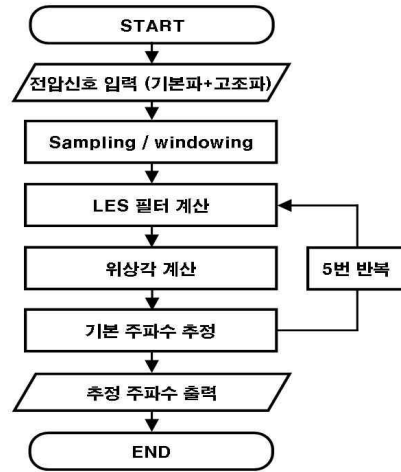 START
전압신호 입력 (기본파+고조파)
Sampling / windowing
LES 필터 계산
위상각 계산
5번 반복
기본 주파수 추정
추정 주파수 출력
END